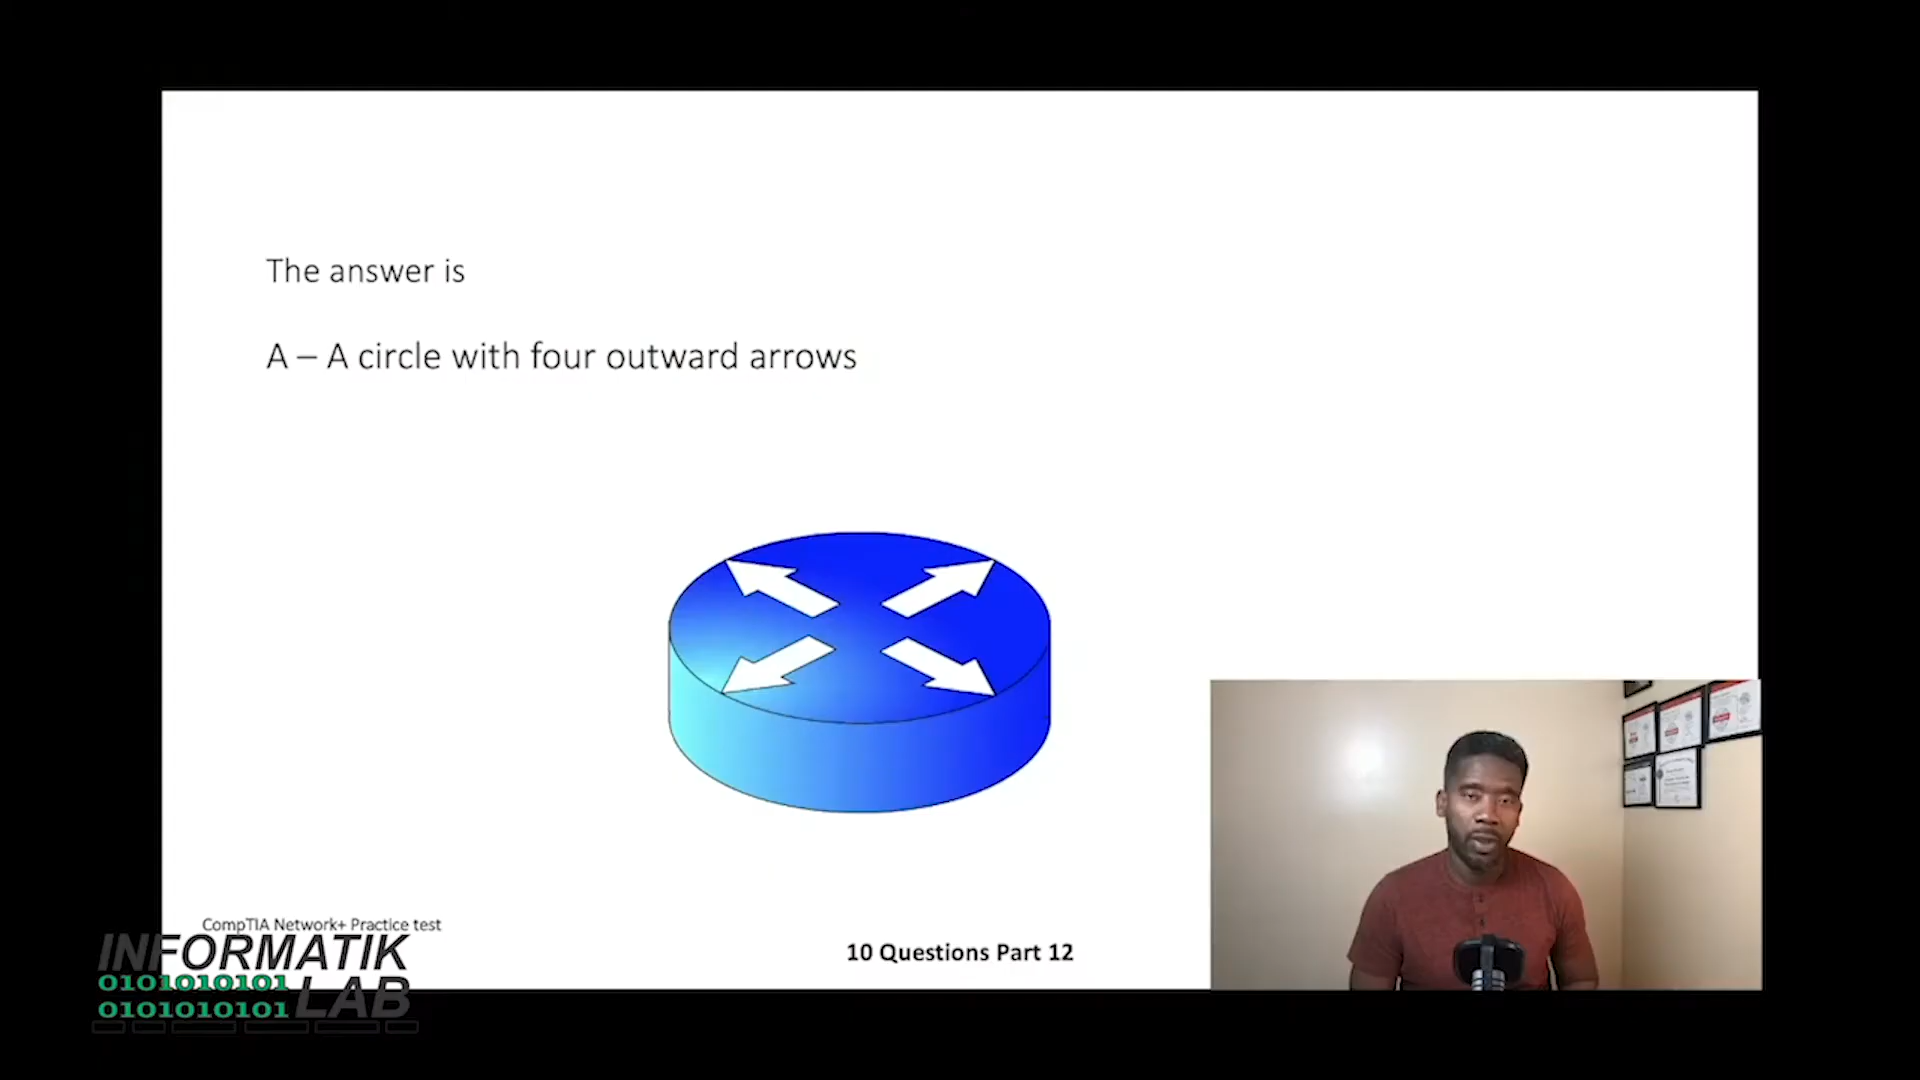 The answer is
A – A circle with four outward arrows
CompTIA Network+ Practice test
INFORMATIK
0101010101
LAB
0101010101
10 Questions Part 12